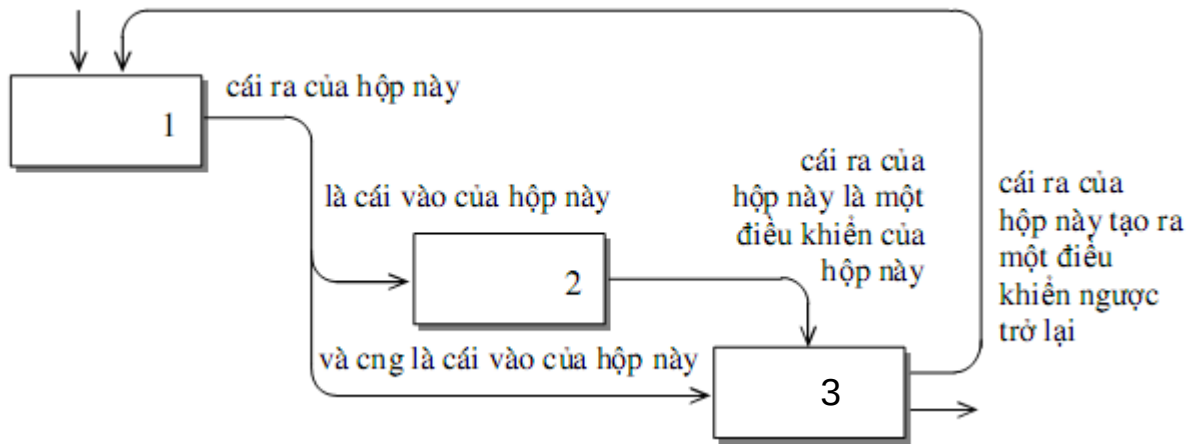 1
cái ra của hộp này
là cái vào của hộp này
2
và cng là cái vào của hộp này
cái ra của
hộp này là một
điều khiển của
hộp này
3
cái ra của
hộp này tạo ra
một điều
khiển ngược
trở lại